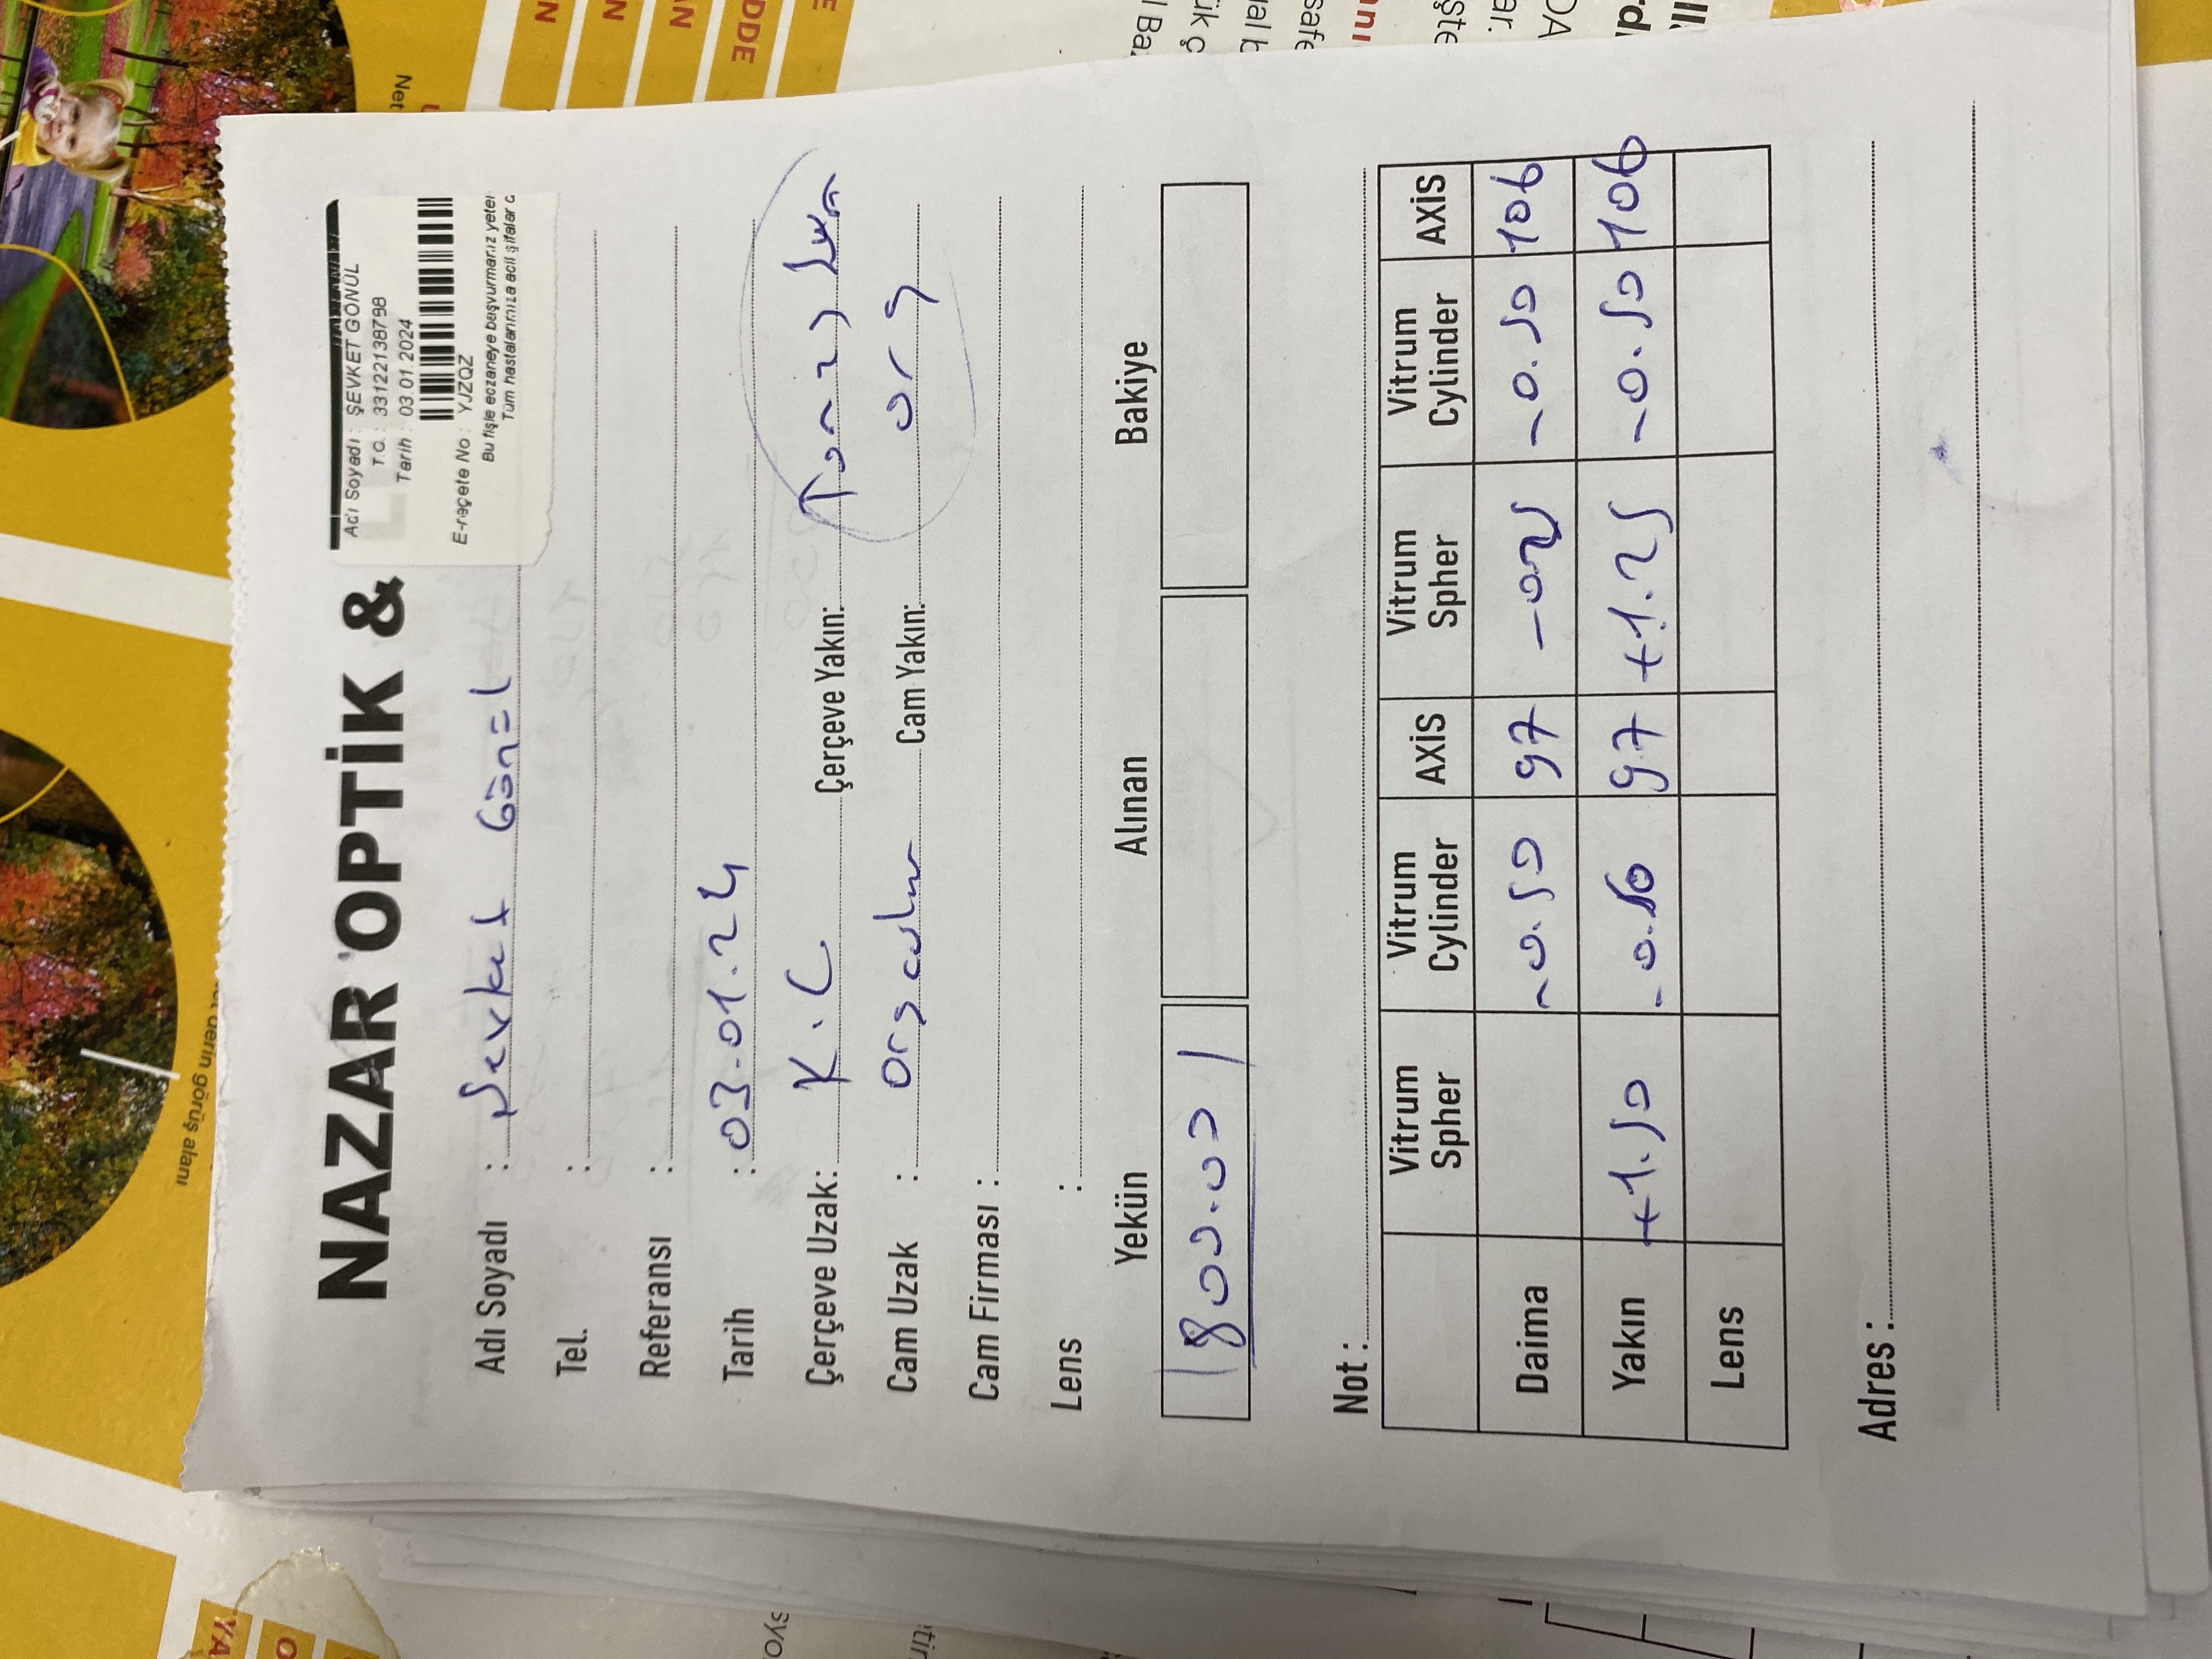 et derin görüş alanı
NAZAR OPTİK &
Adı Soyadı : ŞEVKET GÖNÜL
T.C. : 33122138798
Tarih : 03.01.2024
E-reçete No : YJZQZ
Bu fişle eczaneye başvurmanız yeter
Tüm hastalarımıza acil şifalar d
Adı Soyadı : Şevket Gönül
Tel. :
Referansı :
Tarih : 03.01.24
Çerçeve Uzak: K.C Çerçeve Yakın:
Cam Uzak : Cam Yakın: org
Cam Firması :
Lens :
Yekün Alınan Bakiye
800.00
Not :
Vitrum Spher Vitrum Cylinder AXİS Vitrum Spher Vitrum Cylinder AXİS
Daima -0.50 97 -0.25 -0.50 106
Yakın +1.50 -0.50 97 +1.25 -0.50 106
Lens
Adres :
Net